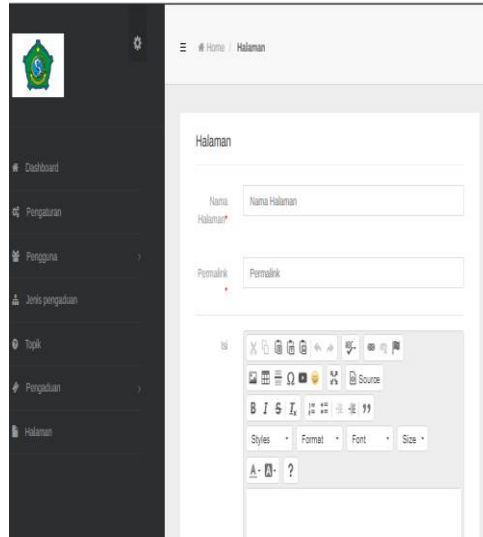 Home / Halaman
Dashboard
Pengaturan
Pengguna
Jenis pengaduan
Topik
Pengaduan
Halaman
Halaman
Nama Halaman*
Nama Halaman
Permalink *
Permalink
Isi
Source
B I S Ix
Styles Format Font Size
A A ?